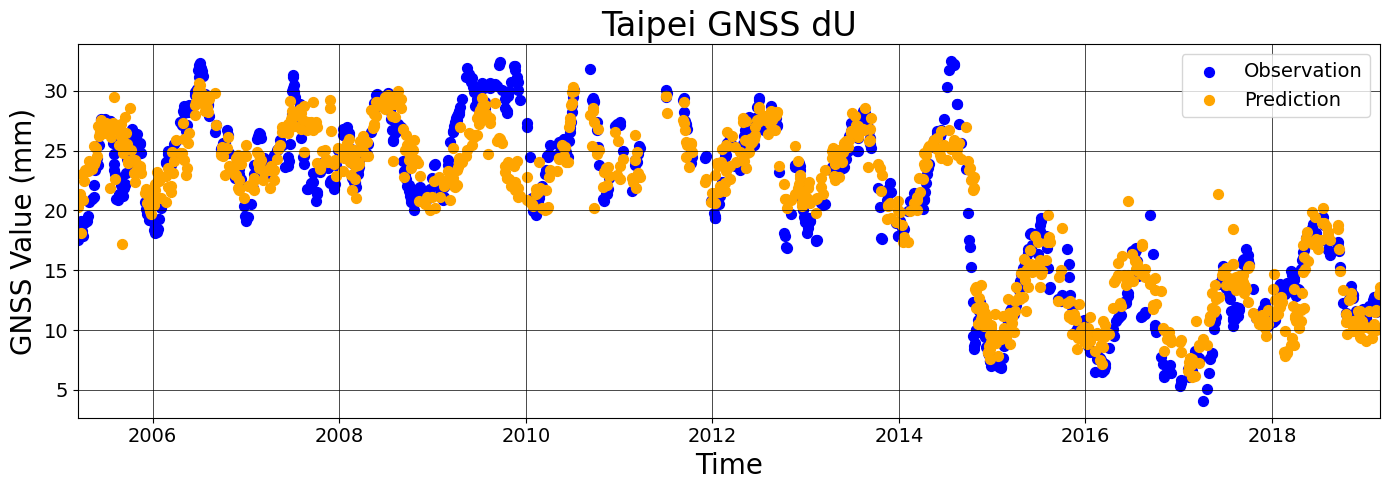 Taipei GNSS dU
Observation
Prediction
GNSS Value (mm)
30
25
20
15
10
5
2006 2008 2010 2012 2014 2016 2018
Time